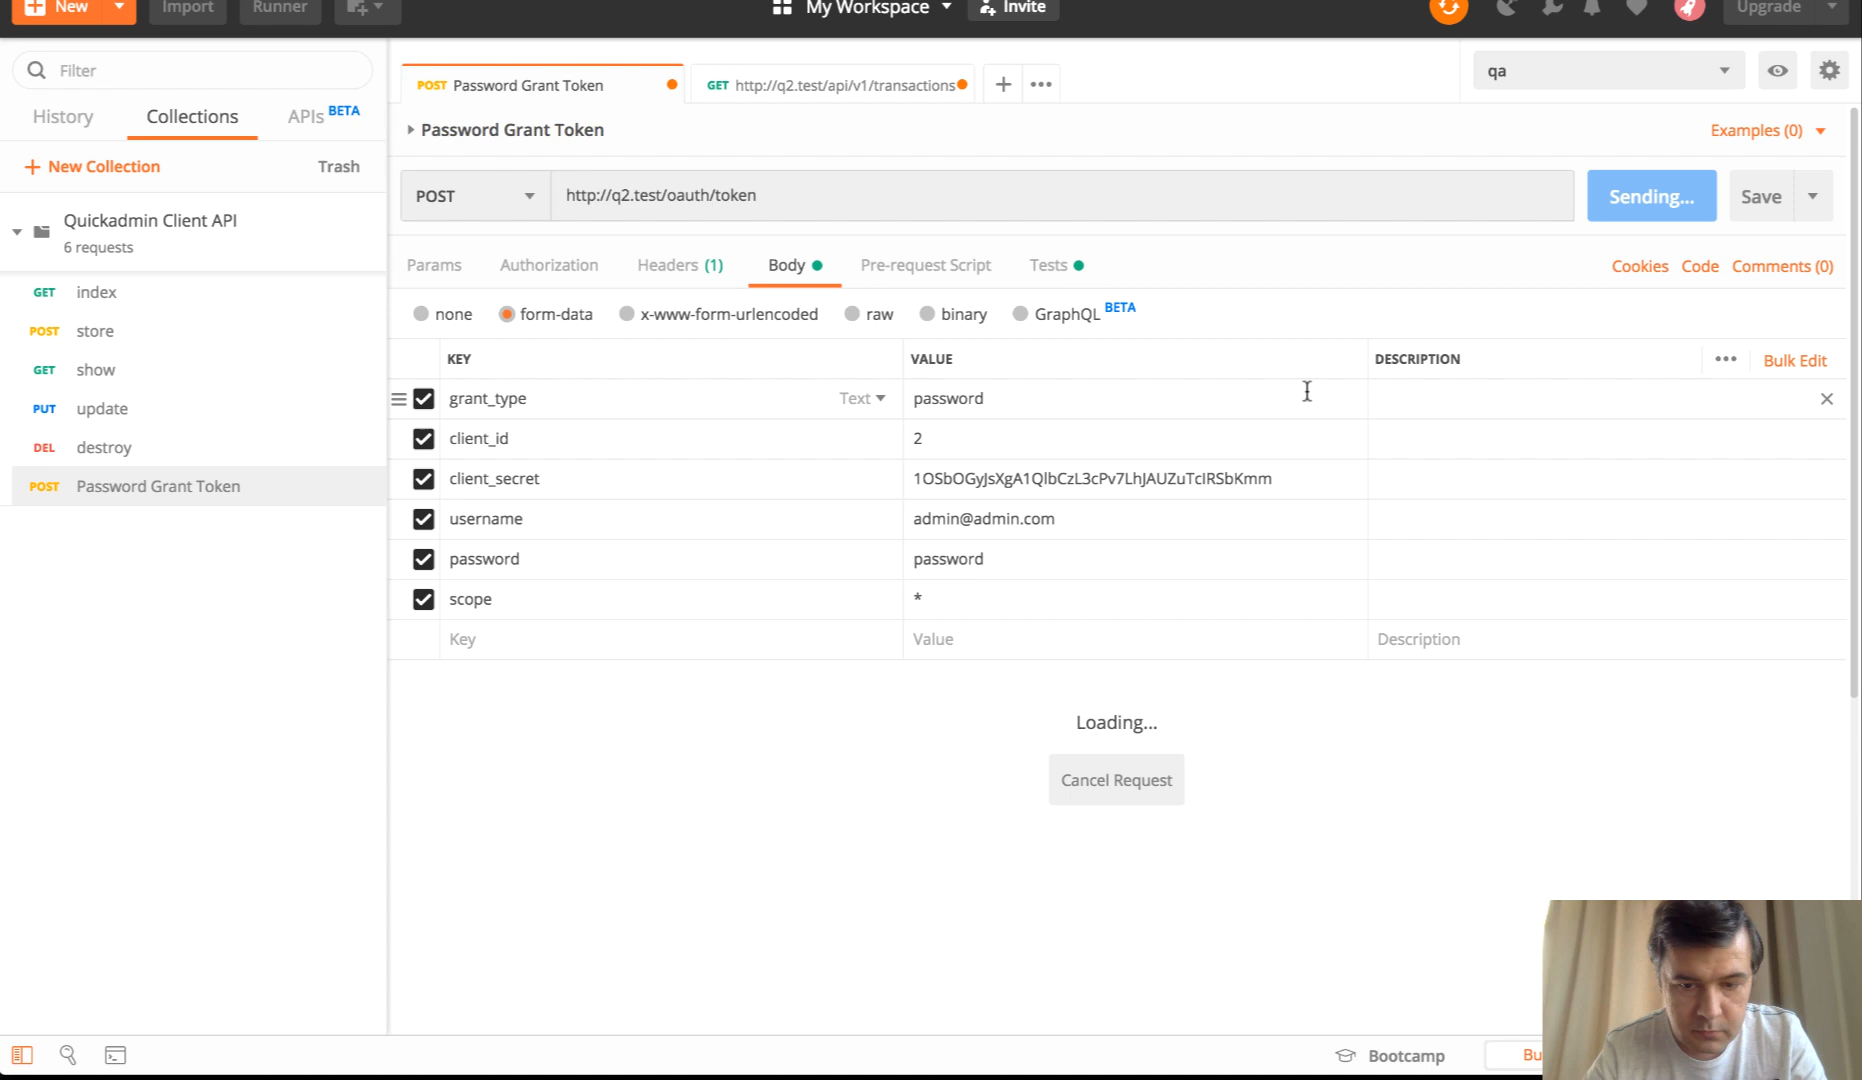 New
Import
Runner
My Workspace
Invite
Upgrade
Filter
History
Collections
APIs BETA
New Collection
Trash
Quickadmin Client API
6 requests
GET index
POST store
GET show
PUT update
DEL destroy
POST Password Grant Token
POST Password Grant Token
GET http://q2.test/api/v1/transactions
qa
Password Grant Token
Examples (0)
POST
http://q2.test/oauth/token
Sending...
Save
Params
Authorization
Headers (1)
Body
Pre-request Script
Tests
Cookies
Code
Comments (0)
none
form-data
x-www-form-urlencoded
raw
binary
GraphQL BETA
KEY
VALUE
DESCRIPTION
Bulk Edit
grant_type
Text
password
client_id
2
client_secret
1OSbOGyJsXgA1QlbCzL3cPv7LhJAUZuTcIRSbKmm
username
admin@admin.com
password
password
scope
*
Key
Value
Description
Loading...
Cancel Request
Bootcamp
Bu